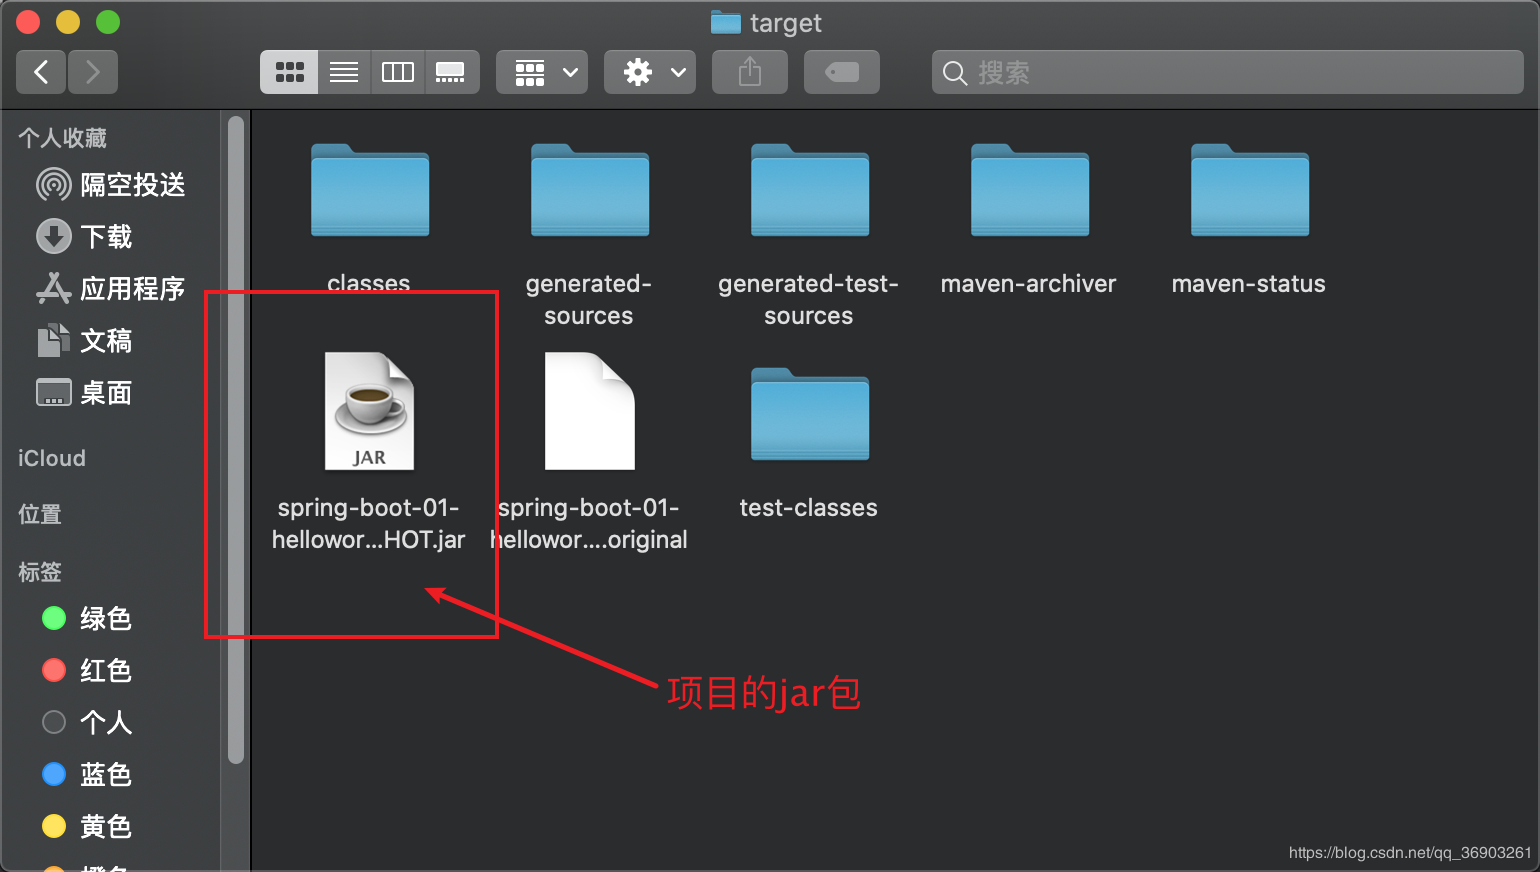 target
搜索
个人收藏
隔空投送
下载
应用程序
文稿
桌面
iCloud
位置
标签
绿色
红色
个人
蓝色
黄色
classes
generated-
sources
generated-test-
sources
maven-archiver
maven-status
JAR
spring-boot-01-
hellowor...HOT.jar
spring-boot-01-
hellowor....original
test-classes
项目的jar包
https://blog.csdn.net/qq_36903261